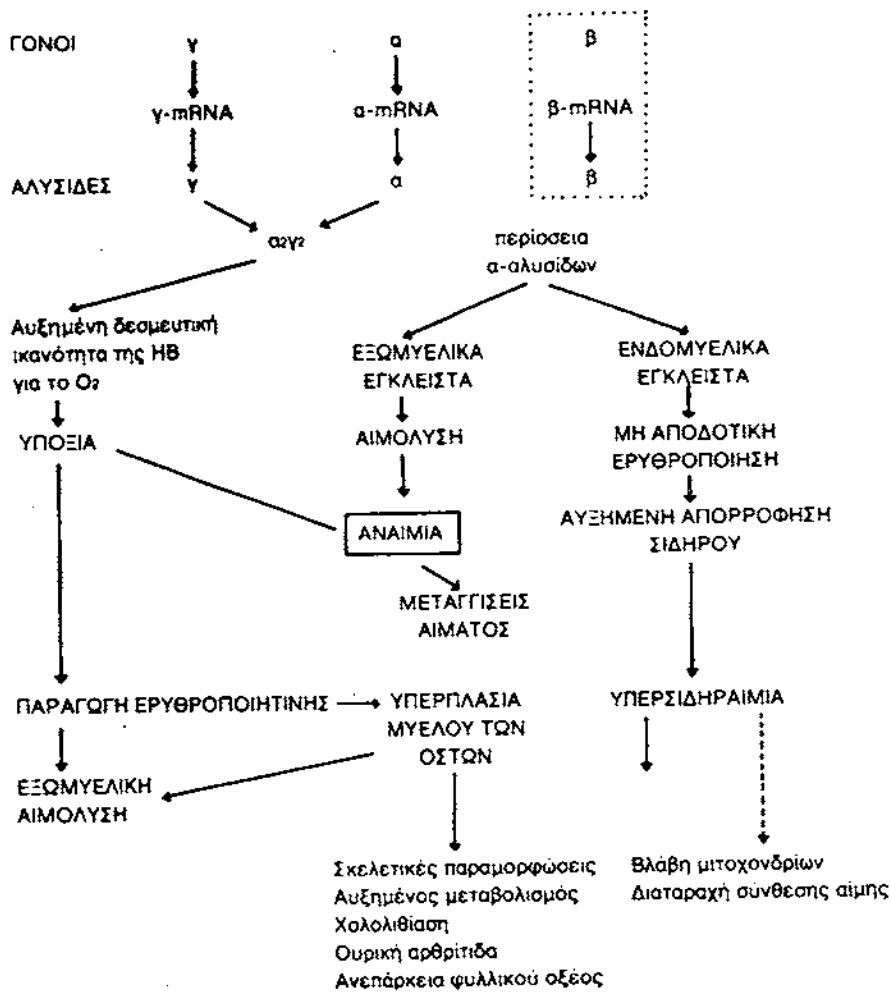 ΓΟΝΟΙ γ α β
γ-mRNA α-mRNA β-mRNA
ΑΛΥΣΙΔΕΣ γ α β
α2γ2
περίοσεια
α-αλυσίδων
Αυξημένη δεσμευτική
ικανότητα της ΗΒ
για το O2
ΕΞΩΜΥΕΛΙΚΑ
ΕΓΚΛΕΙΣΤΑ
ΕΝΔΟΜΥΕΛΙΚΑ
ΕΓΚΛΕΙΣΤΑ
ΥΠΟΞΙΑ
ΑΙΜΟΛΥΣΗ
ΜΗ ΑΠΟΔΟΤΙΚΗ
ΕΡΥΘΡΟΠΟΙΗΣΗ
ΑΝΑΙΜΙΑ
ΑΥΞΗΜΕΝΗ ΑΠΟΡΡΟΦΗΣΗ
ΣΙΔΗΡΟΥ
ΜΕΤΑΓΓΙΣΕΙΣ
ΑΙΜΑΤΟΣ
ΠΑΡΑΓΩΓΗ ΕΡΥΘΡΟΠΟΙΗΤΙΝΗΣ
ΥΠΕΡΠΛΑΣΙΑ
ΜΥΕΛΟΥ ΤΩΝ
ΟΣΤΩΝ
ΥΠΕΡΣΙΔΗΡΑΙΜΙΑ
ΕΞΩΜΥΕΛΙΚΗ
ΑΙΜΟΛΥΣΗ
Σκελετικές παραμορφώσεις
Αυξημένος μεταβολισμός
Χολολιθίαση
Ουρική αρθρίτιδα
Ανεπάρκεια φυλλικού οξέος
Βλάβη μιτοχονδρίων
Διαταραχή σύνθεσης αίμης